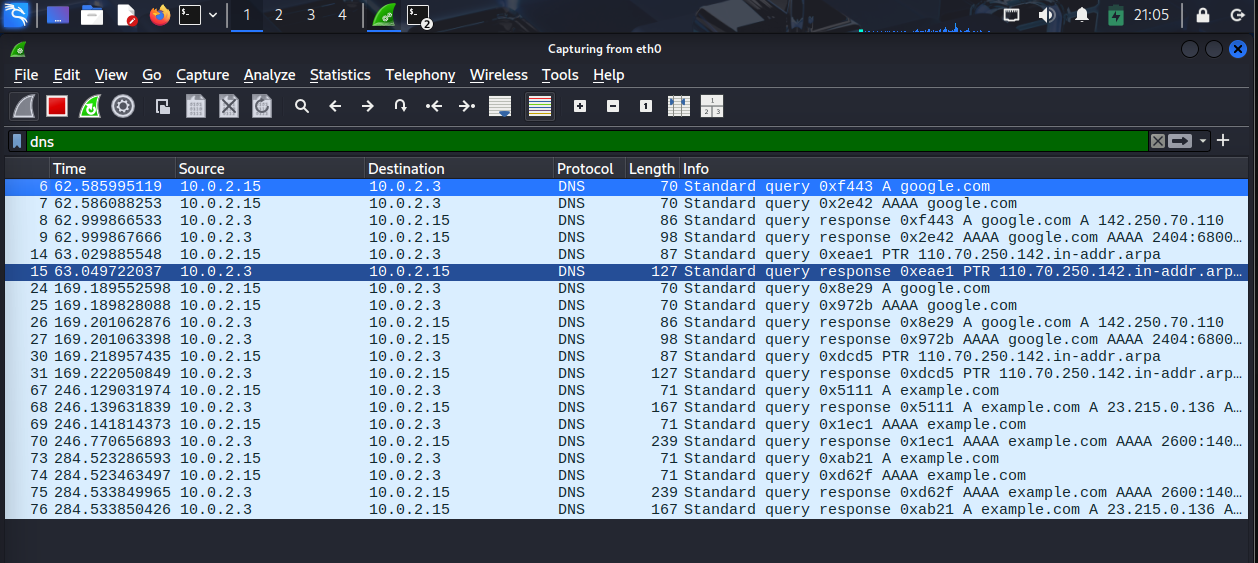 1 2 3 4 2 21:05
Capturing from eth0
File Edit View Go Capture Analyze Statistics Telephony Wireless Tools Help
dns
Time Source Destination Protocol Length Info
6 62.585995119 10.0.2.15 10.0.2.3 DNS 70 Standard query 0xf443 A google.com
7 62.586088253 10.0.2.15 10.0.2.3 DNS 70 Standard query 0x2e42 AAAA google.com
8 62.999866533 10.0.2.3 10.0.2.15 DNS 86 Standard query response 0xf443 A google.com A 142.250.70.110
9 62.999867666 10.0.2.3 10.0.2.15 DNS 98 Standard query response 0x2e42 AAAA google.com AAAA 2404:6800…
14 63.029885548 10.0.2.15 10.0.2.3 DNS 87 Standard query 0xeae1 PTR 110.70.250.142.in-addr.arpa
15 63.049722037 10.0.2.3 10.0.2.15 DNS 127 Standard query response 0xeae1 PTR 110.70.250.142.in-addr.arp…
24 169.189552598 10.0.2.15 10.0.2.3 DNS 70 Standard query 0x8e29 A google.com
25 169.189828088 10.0.2.15 10.0.2.3 DNS 70 Standard query 0x972b AAAA google.com
26 169.201062876 10.0.2.3 10.0.2.15 DNS 86 Standard query response 0x8e29 A google.com A 142.250.70.110
27 169.201063398 10.0.2.3 10.0.2.15 DNS 98 Standard query response 0x972b AAAA google.com AAAA 2404:6800…
30 169.218957435 10.0.2.15 10.0.2.3 DNS 87 Standard query 0xdcd5 PTR 110.70.250.142.in-addr.arpa
31 169.222050849 10.0.2.3 10.0.2.15 DNS 127 Standard query response 0xdcd5 PTR 110.70.250.142.in-addr.arp…
67 246.129031974 10.0.2.15 10.0.2.3 DNS 71 Standard query 0x5111 A example.com
68 246.139631839 10.0.2.3 10.0.2.15 DNS 167 Standard query response 0x5111 A example.com A 23.215.0.136 A…
69 246.141814373 10.0.2.15 10.0.2.3 DNS 71 Standard query 0x1ec1 AAAA example.com
70 246.770656893 10.0.2.3 10.0.2.15 DNS 239 Standard query response 0x1ec1 AAAA example.com AAAA 2600:140…
73 284.523286593 10.0.2.15 10.0.2.3 DNS 71 Standard query 0xab21 A example.com
74 284.523463497 10.0.2.15 10.0.2.3 DNS 71 Standard query 0xd62f AAAA example.com
75 284.533849965 10.0.2.3 10.0.2.15 DNS 239 Standard query response 0xd62f AAAA example.com AAAA 2600:140…
76 284.533850426 10.0.2.3 10.0.2.15 DNS 167 Standard query response 0xab21 A example.com A 23.215.0.136 A…